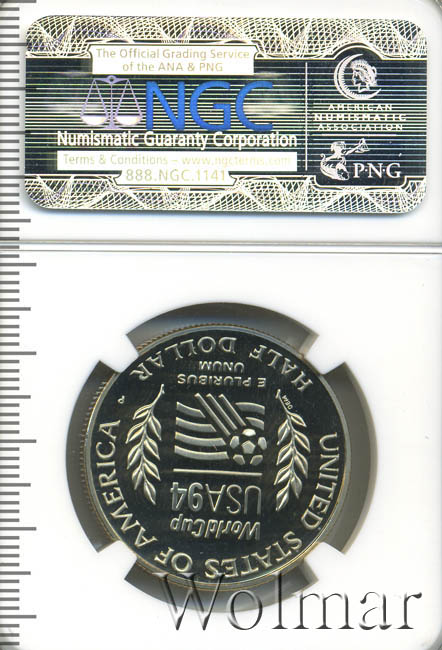 The Official Grading Service
of the ANA & PNG
NGC
Numismatic Guaranty Corporation
Terms & Conditions – www.ngcterms.com
888.NGC.1141
AMERICAN
NUMISMATIC
ASSOCIATION
P·N·G
UNITED STATES OF AMERICA
WorldCup
USA94
E PLURIBUS
UNUM
HALF DOLLAR
P
Wolmar